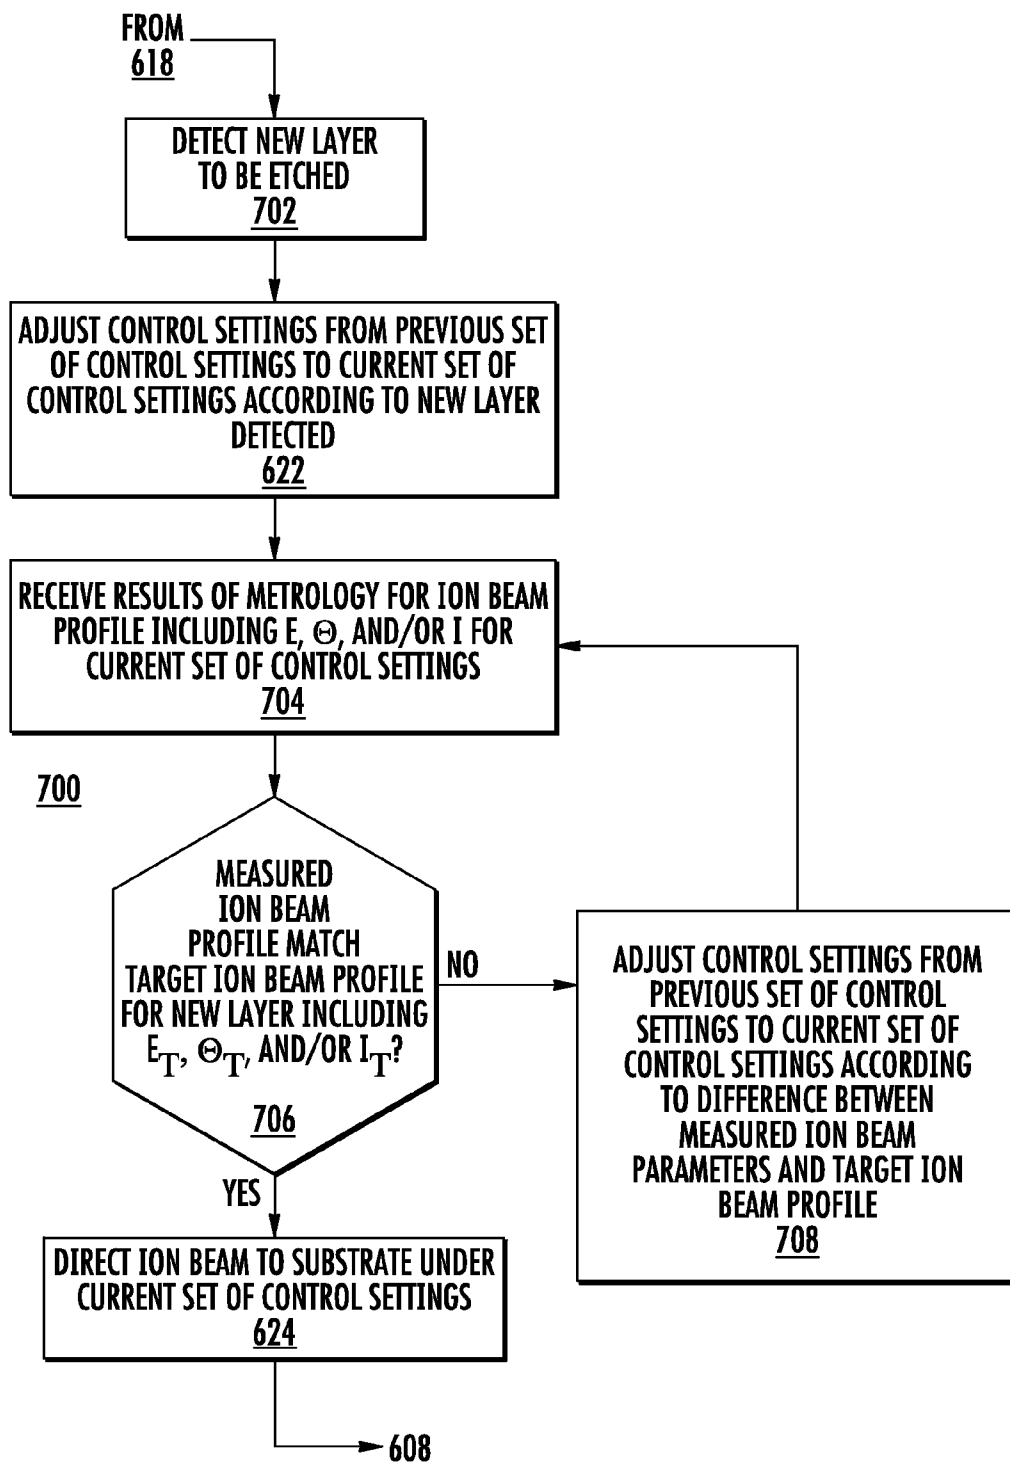 FROM
618
DETECT NEW LAYER
TO BE ETCHED
702
ADJUST CONTROL SETTINGS FROM PREVIOUS SET
OF CONTROL SETTINGS TO CURRENT SET OF
CONTROL SETTINGS ACCORDING TO NEW LAYER
DETECTED
622
RECEIVE RESULTS OF METROLOGY FOR ION BEAM
PROFILE INCLUDING E, Θ, AND/OR I FOR
CURRENT SET OF CONTROL SETTINGS
704
700
MEASURED
ION BEAM
PROFILE MATCH
TARGET ION BEAM PROFILE
FOR NEW LAYER INCLUDING
E_T, Θ_T, AND/OR I_T?
706
NO
ADJUST CONTROL SETTINGS FROM
PREVIOUS SET OF CONTROL
SETTINGS TO CURRENT SET OF
CONTROL SETTINGS ACCORDING
TO DIFFERENCE BETWEEN
MEASURED ION BEAM
PARAMETERS AND TARGET ION
BEAM PROFILE
708
YES
DIRECT ION BEAM TO SUBSTRATE UNDER
CURRENT SET OF CONTROL SETTINGS
624
608